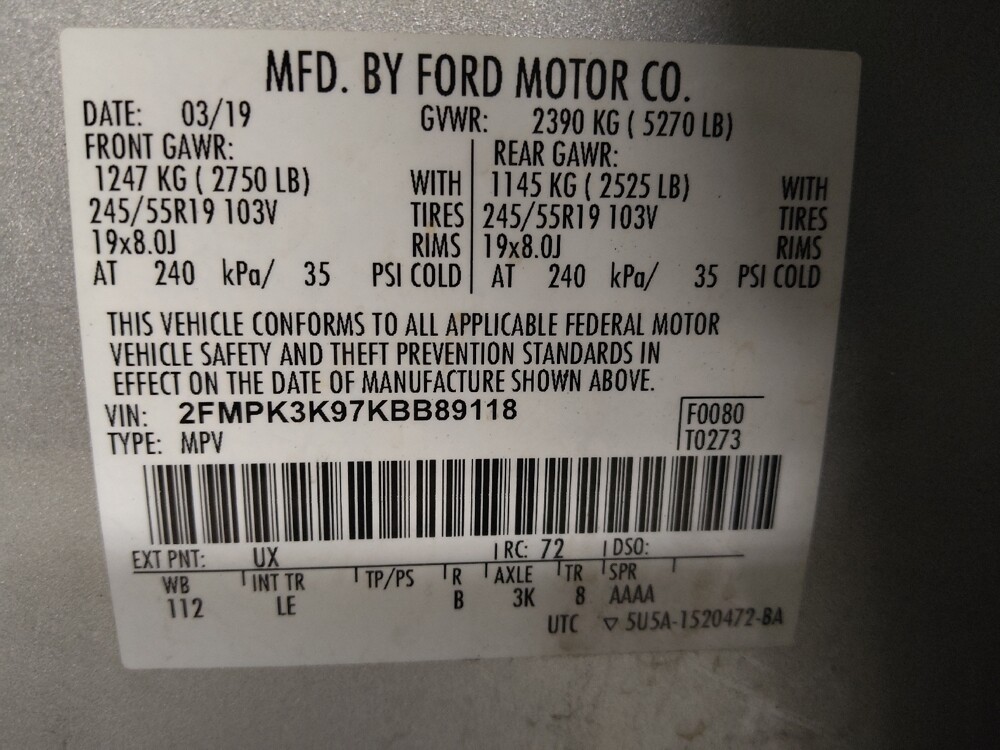 MFD. BY FORD MOTOR CO.
DATE: 03/19 GVWR: 2390 KG ( 5270 LB)
FRONT GAWR: REAR GAWR:
1247 KG ( 2750 LB) WITH 1145 KG ( 2525 LB) WITH
245/55R19 103V TIRES 245/55R19 103V TIRES
19x8.0J RIMS 19x8.0J RIMS
AT 240 kPa/ 35 PSI COLD AT 240 kPa/ 35 PSI COLD
THIS VEHICLE CONFORMS TO ALL APPLICABLE FEDERAL MOTOR
VEHICLE SAFETY AND THEFT PREVENTION STANDARDS IN
EFFECT ON THE DATE OF MANUFACTURE SHOWN ABOVE.
VIN: 2FMPK3K97KBB89118 F0080
TYPE: MPV T0273
EXT PNT: UX RC: 72 DSO:
WB INT TR TP/PS R AXLE TR SPR
112 LE B 3K 8 AAAA
UTC ▽ 5U5A-1520472-BA